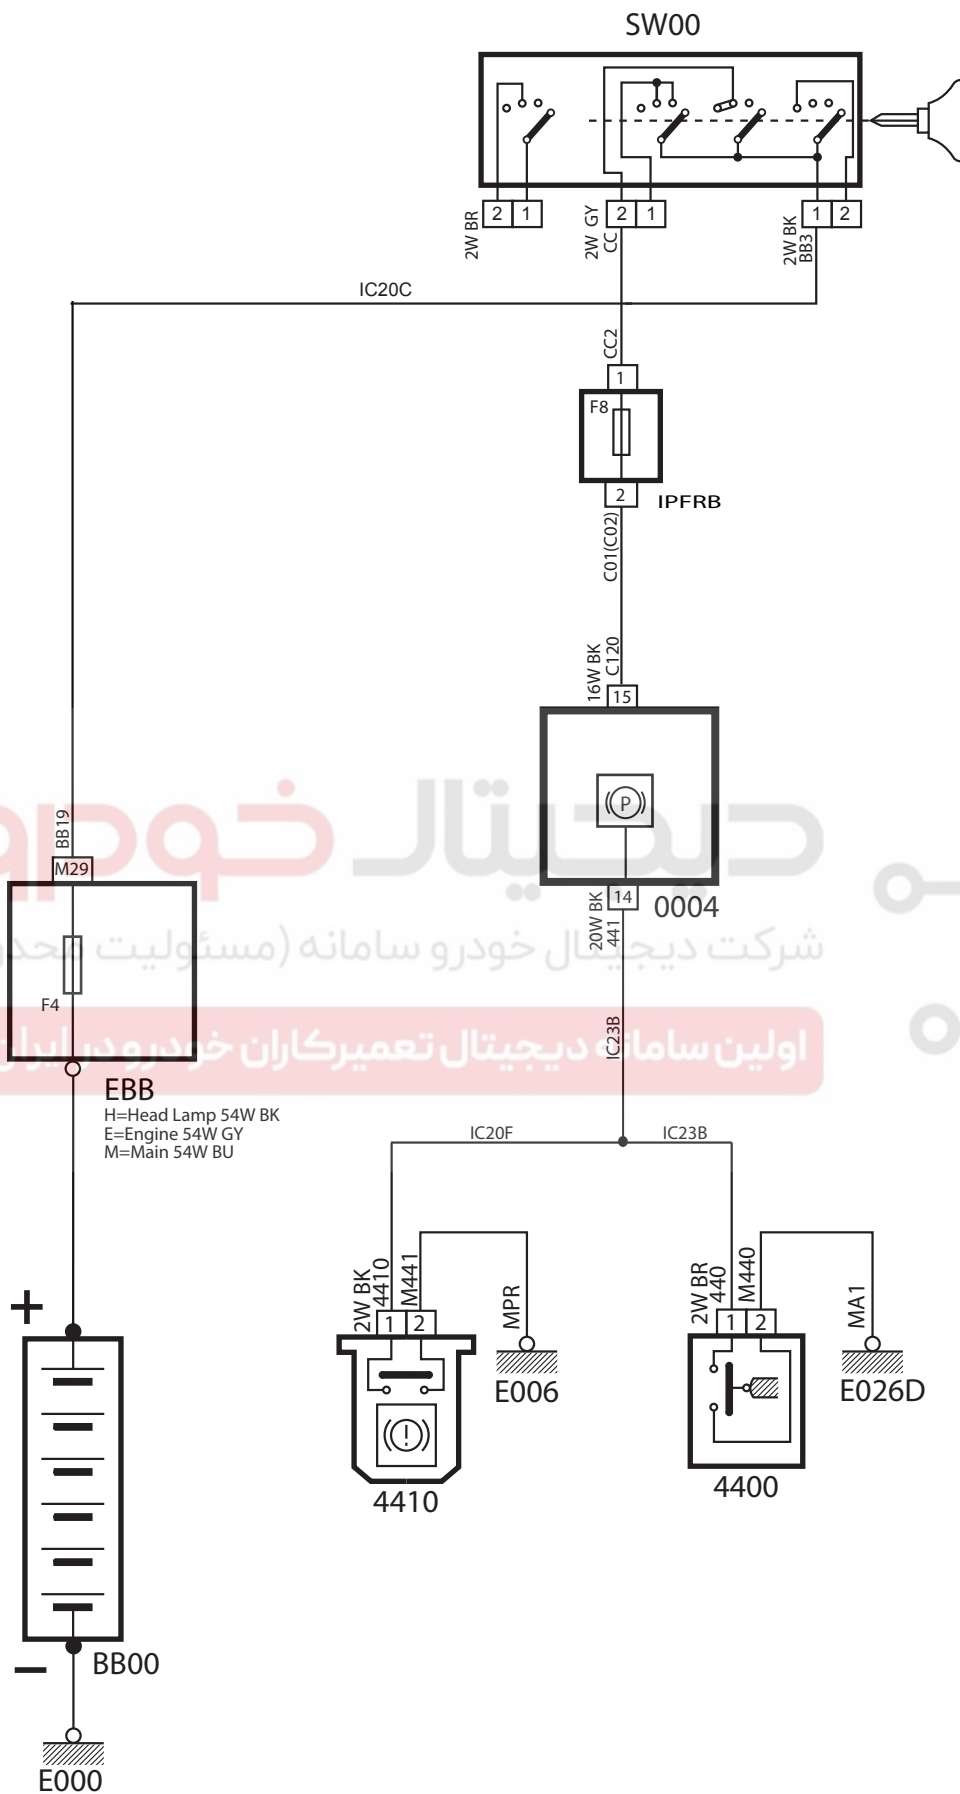 SW00
2 1
2 1
1 2
2W BR
2W GY
CC
2W BK
BB3
IC20C
CC2
1
F8
2
IPFRB
C01(C02)
16W BK
C120
15
P
14
0004
20W BK
441
IC23B
BB19
M29
F4
EBB
H=Head Lamp 54W BK
E=Engine 54W GY
M=Main 54W BU
دیجیتال خودرو
شرکت دیجیتال خودرو سامانه (مسئولیت
اولین سامانه دیجیتال تعمیرکاران خودرو در ایران
IC20F
IC23B
2W BK
4410
M441
1 2
MPR
E006
!
4410
2W BR
440
M440
1 2
MA1
E026D
4400
+
−
BB00
E000